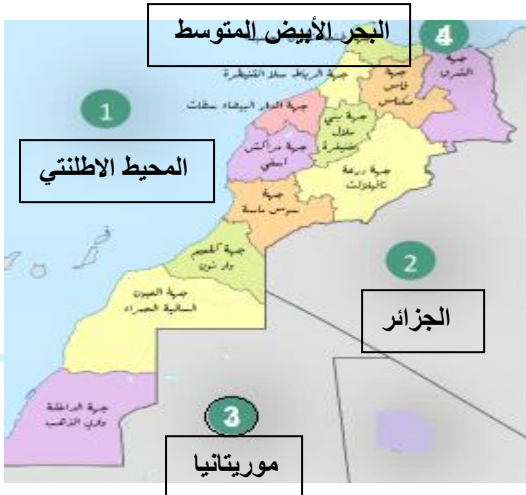 البحر الأبيض المتوسط
4
جهة الرباط سلا القنيطرة
جهة
فاس
مكناس
جهة
الشرق
1
جهة الدار البيضاء سطات
جهة بني
ملال
خنيفرة
المحيط الاطلنتي
جهة مراكش
اسفي
جهة درعة
تافيلالت
جهة
سوس ماسة
2
جهة كلميم
واد نون
الجزائر
جهة العيون
الساقية الحمراء
3
جهة الداخلة
وادي الذهب
موريتانيا